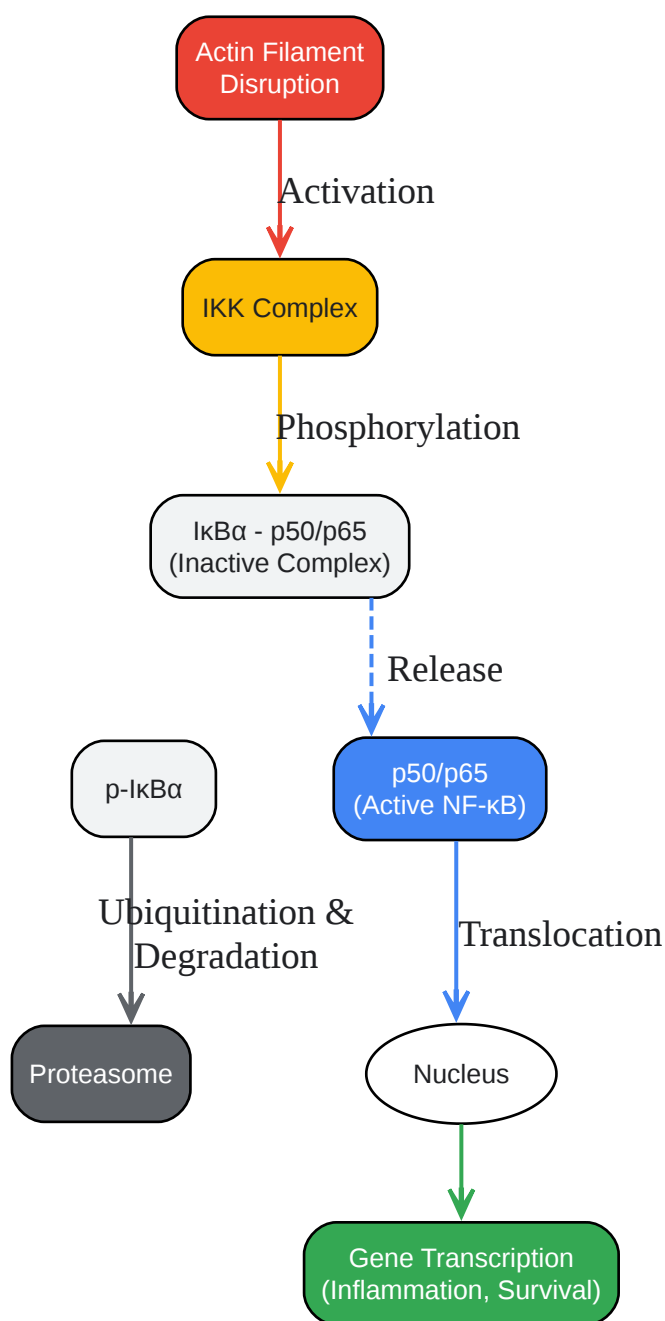 Actin Filament
Disruption
Activation
IKK Complex
Phosphorylation
IκBα - p50/p65
(Inactive Complex)
Release
p-IκBα
p50/p65
(Active NF-κB)
Ubiquitination &
Degradation
Translocation
Proteasome
Nucleus
Gene Transcription
(Inflammation, Survival)